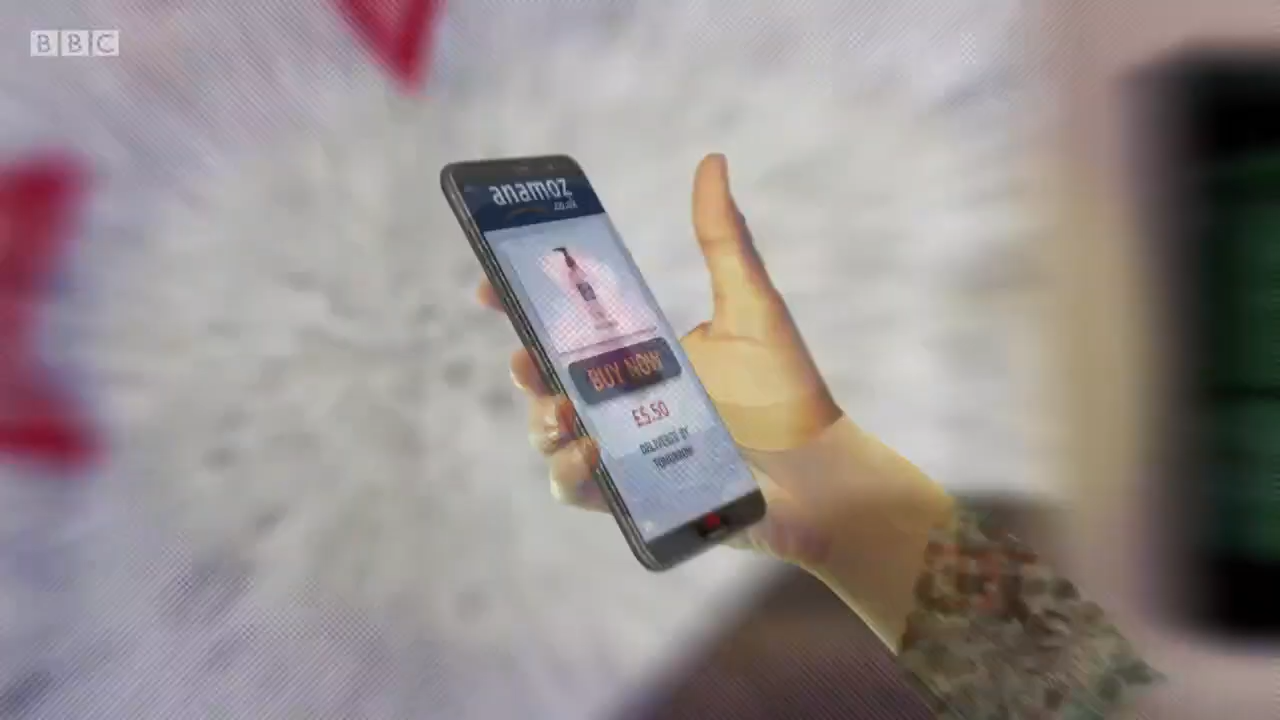 BBC
anamoz
.co.uk
BUY NOW
£5.50
DELIVERED BY
TOMORROW